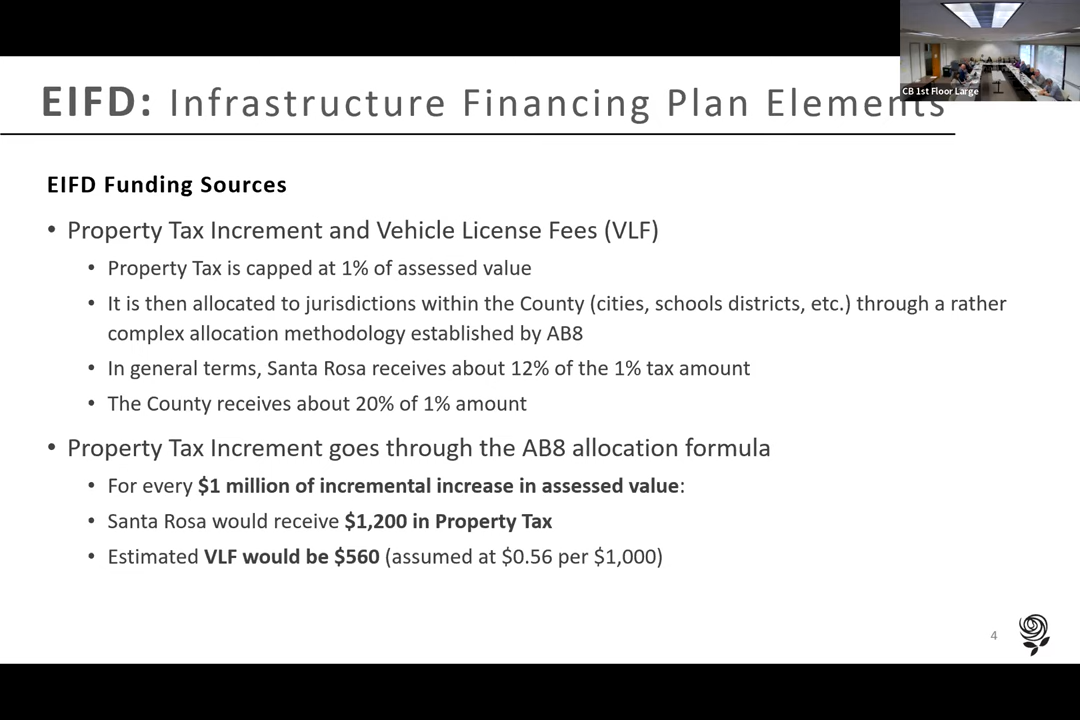 CB 1st Floor Large
EIFD: Infrastructure Financing Plan Elements
EIFD Funding Sources
• Property Tax Increment and Vehicle License Fees (VLF)
• Property Tax is capped at 1% of assessed value
• It is then allocated to jurisdictions within the County (cities, schools districts, etc.) through a rather
complex allocation methodology established by AB8
• In general terms, Santa Rosa receives about 12% of the 1% tax amount
• The County receives about 20% of 1% amount
• Property Tax Increment goes through the AB8 allocation formula
• For every $1 million of incremental increase in assessed value:
• Santa Rosa would receive $1,200 in Property Tax
• Estimated VLF would be $560 (assumed at $0.56 per $1,000)
4